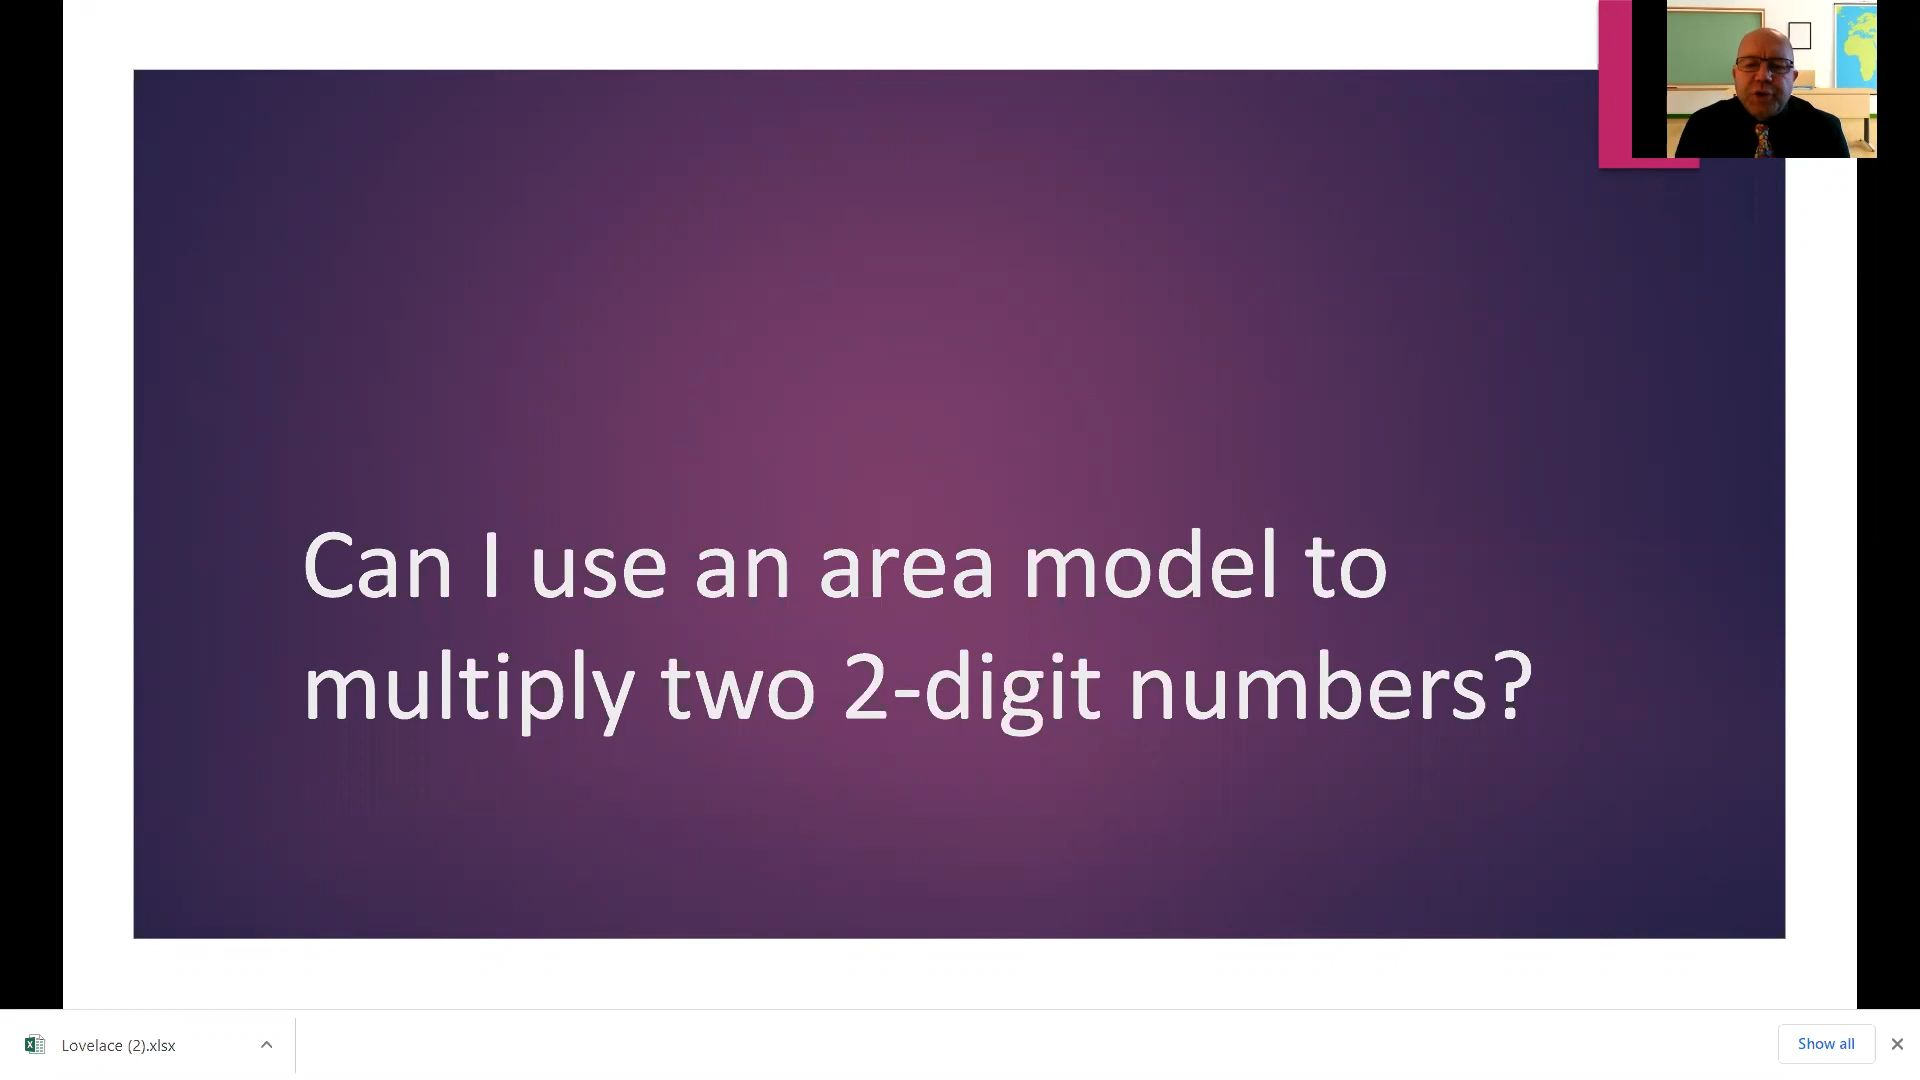 Can I use an area model to
multiply two 2-digit numbers?
Lovelace (2).xlsx
Show all